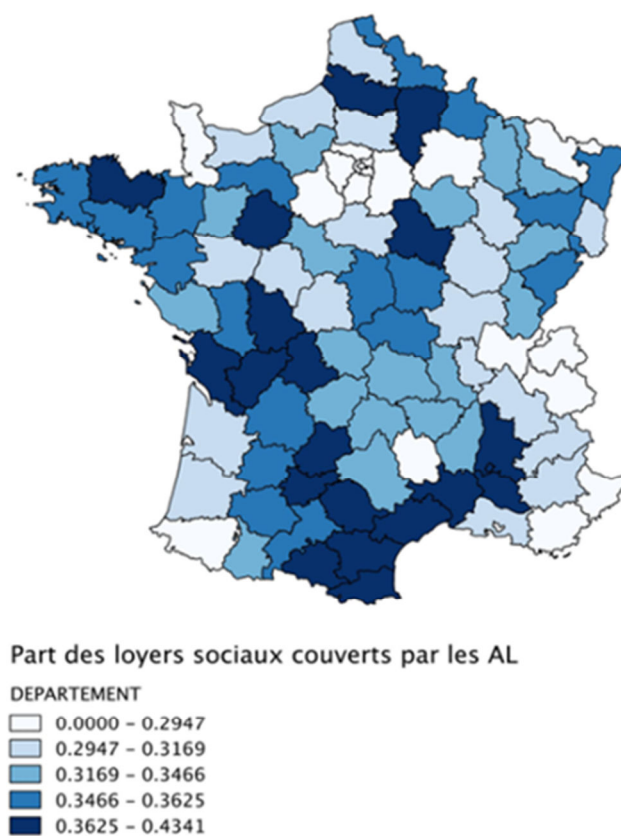 Part des loyers sociaux couverts par les AL
DEPARTEMENT
0.0000 - 0.2947
0.2947 - 0.3169
0.3169 - 0.3466
0.3466 - 0.3625
0.3625 - 0.4341